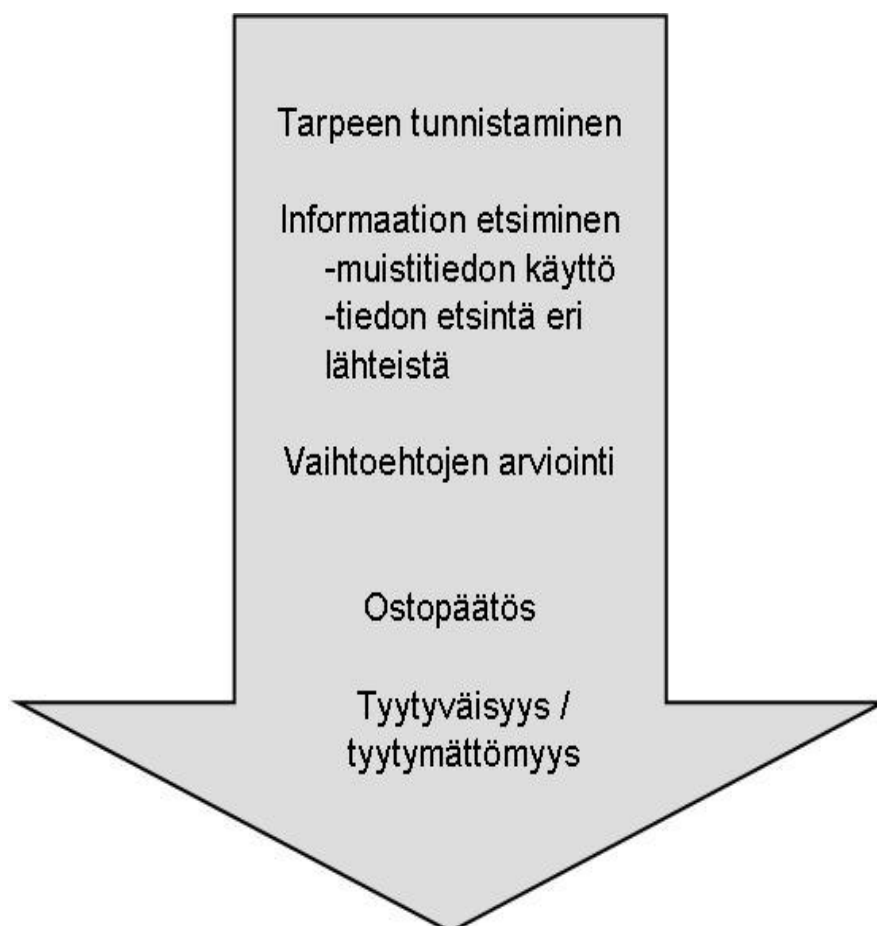 Tarpeen tunnistaminen
Informaation etsiminen
-muistitiedon käyttö
-tiedon etsintä eri
lähteistä
Vaihtoehtojen arviointi
Ostopäätös
Tyytyväisyys /
tyytymättömyys